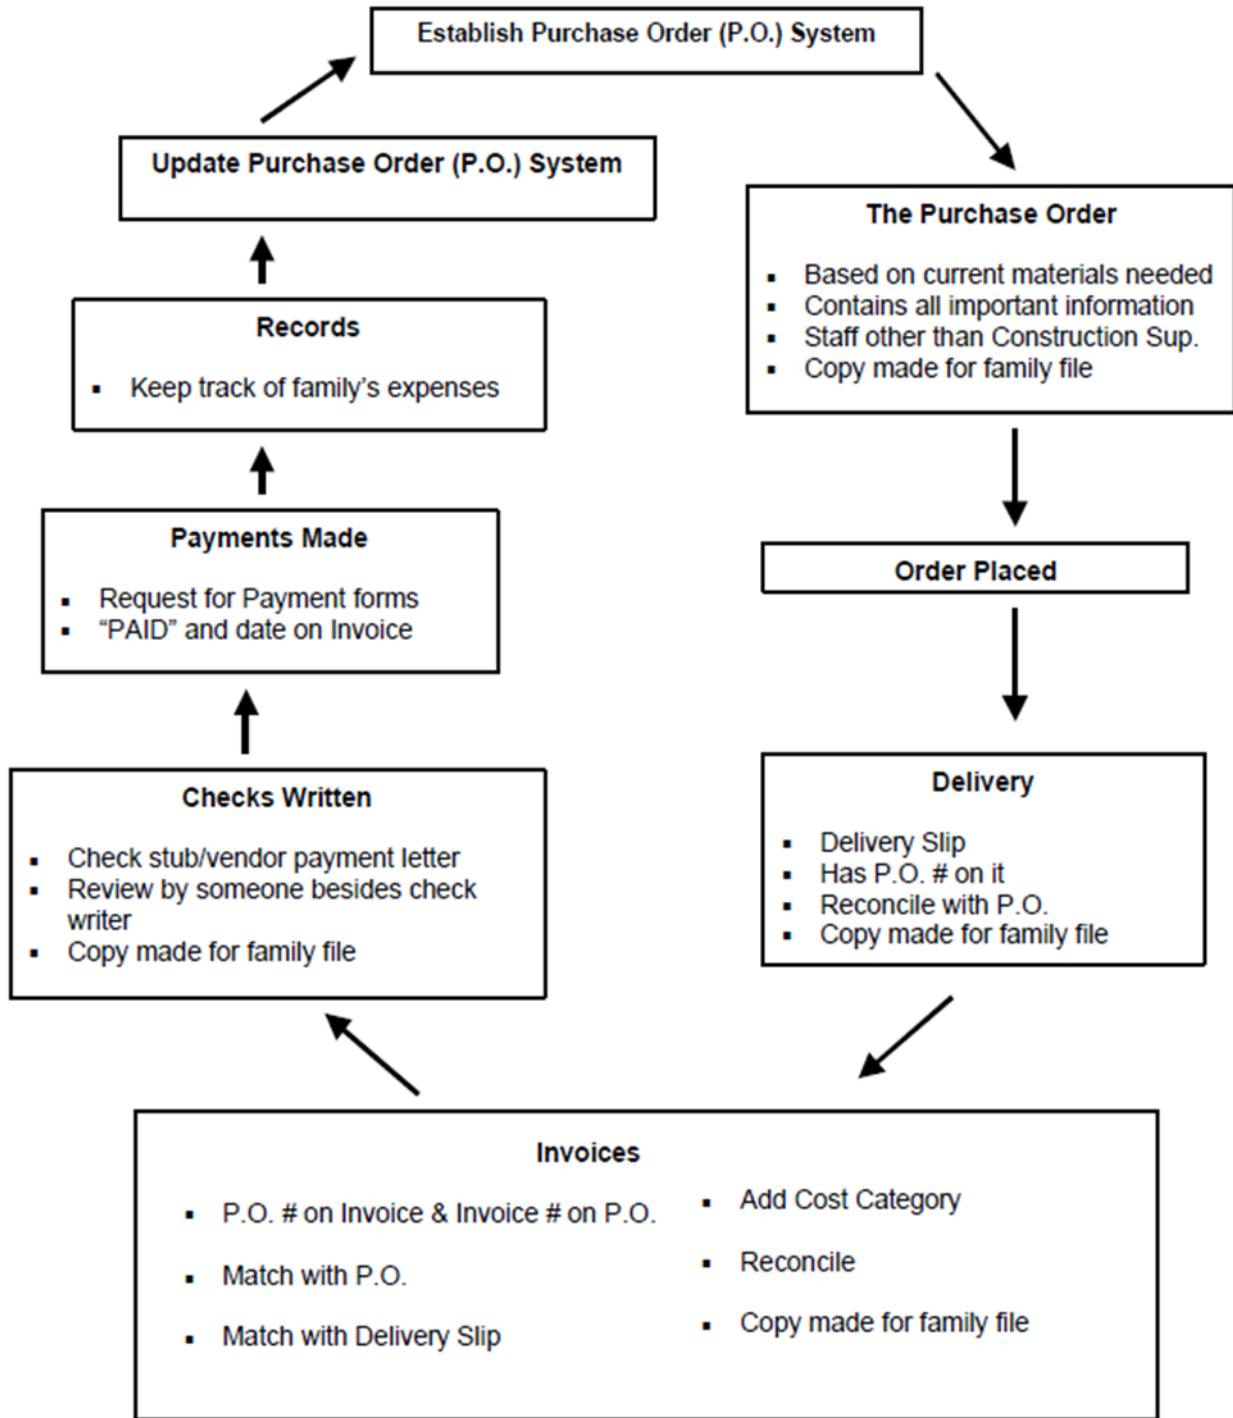 Establish Purchase Order (P.O.) System
Update Purchase Order (P.O.) System
The Purchase Order
▪ Based on current materials needed
▪ Contains all important information
▪ Staff other than Construction Sup.
▪ Copy made for family file
Records
▪ Keep track of family's expenses
Payments Made
▪ Request for Payment forms
▪ “PAID” and date on Invoice
Order Placed
Checks Written
▪ Check stub/vendor payment letter
▪ Review by someone besides check
writer
▪ Copy made for family file
Delivery
▪ Delivery Slip
▪ Has P.O. # on it
▪ Reconcile with P.O.
▪ Copy made for family file
Invoices
▪ P.O. # on Invoice & Invoice # on P.O.
▪ Match with P.O.
▪ Match with Delivery Slip
▪ Add Cost Category
▪ Reconcile
▪ Copy made for family file